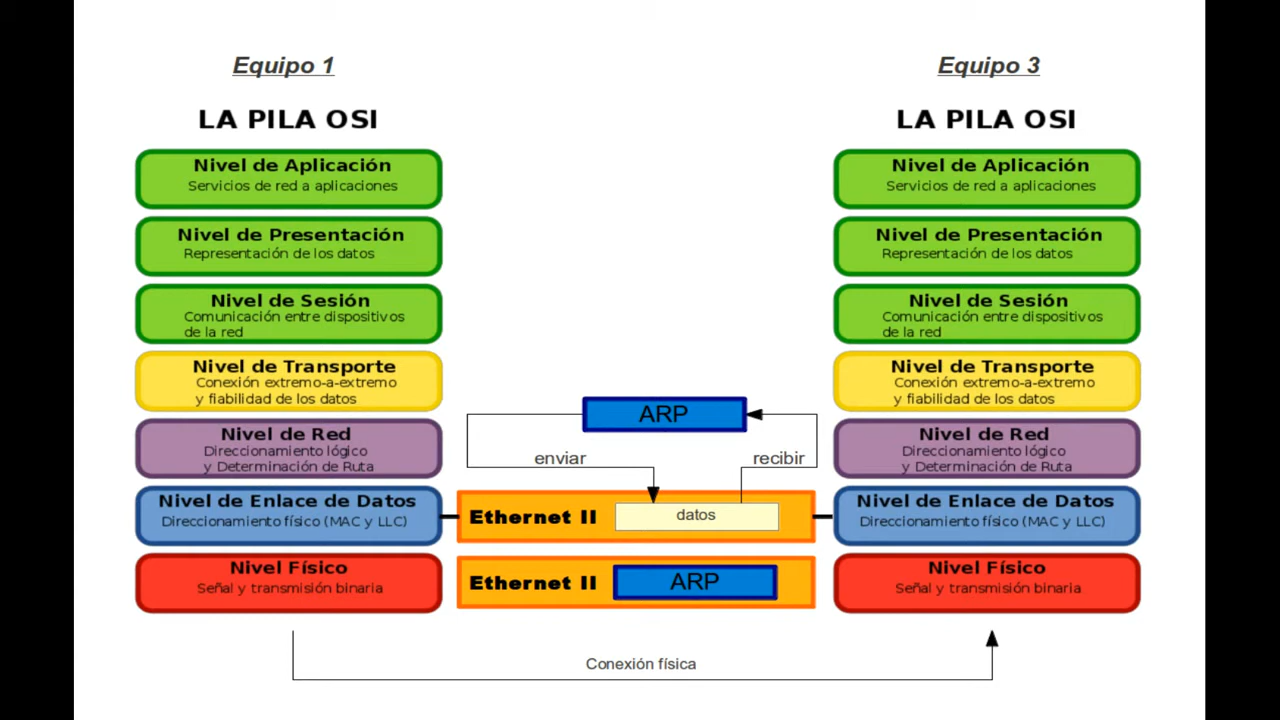 Equipo 1
LA PILA OSI
Nivel de Aplicación
Servicios de red a aplicaciones
Nivel de Presentación
Representación de los datos
Nivel de Sesión
Comunicación entre dispositivos
de la red
Nivel de Transporte
Conexión extremo-a-extremo
y fiabilidad de los datos
Nivel de Red
Direccionamiento lógico
y Determinación de Ruta
Nivel de Enlace de Datos
Direccionamiento físico (MAC y LLC)
Nivel Físico
Señal y transmisión binaria
ARP
enviar
recibir
Ethernet II
datos
Ethernet II
ARP
Equipo 3
LA PILA OSI
Nivel de Aplicación
Servicios de red a aplicaciones
Nivel de Presentación
Representación de los datos
Nivel de Sesión
Comunicación entre dispositivos
de la red
Nivel de Transporte
Conexión extremo-a-extremo
y fiabilidad de los datos
Nivel de Red
Direccionamiento lógico
y Determinación de Ruta
Nivel de Enlace de Datos
Direccionamiento físico (MAC y LLC)
Nivel Físico
Señal y transmisión binaria
Conexión física